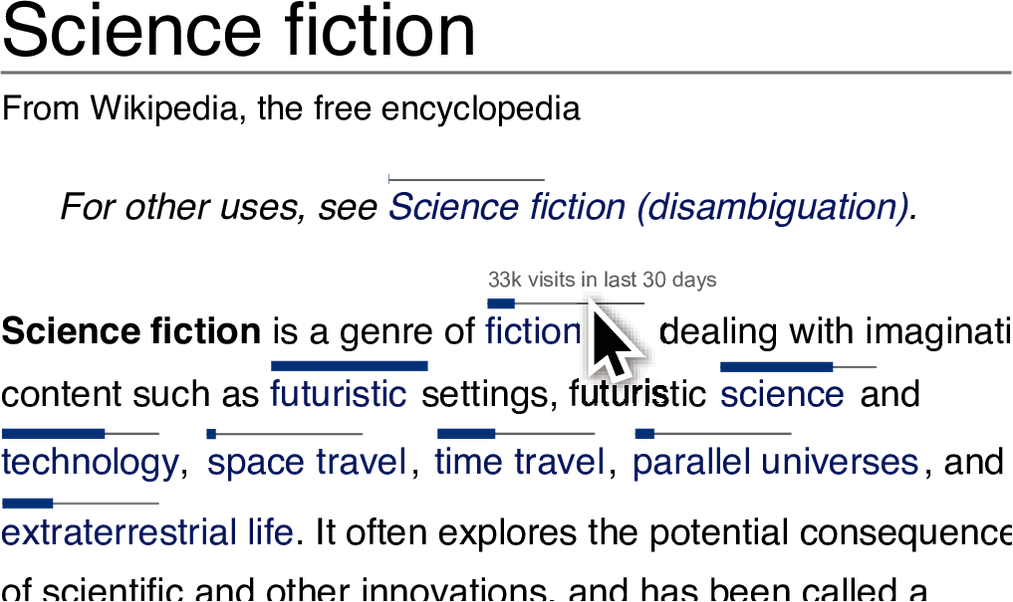 Science fiction
From Wikipedia, the free encyclopedia
For other uses, see Science fiction (disambiguation).
33k visits in last 30 days
Science fiction is a genre of fiction dealing with imaginati
content such as futuristic settings, futuristic science and
technology, space travel, time travel, parallel universes, and
extraterrestrial life. It often explores the potential consequence
of scientific and other innovations, and has been called a